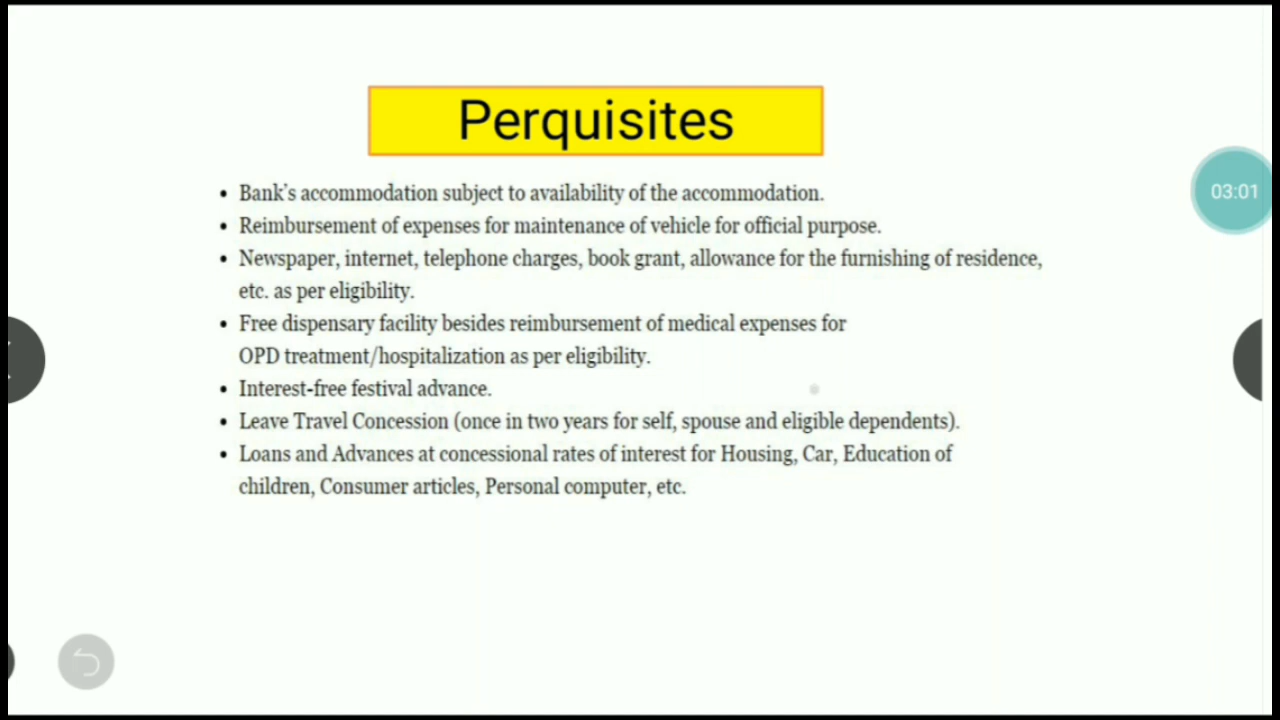 Perquisites
• Bank's accommodation subject to availability of the accommodation.
• Reimbursement of expenses for maintenance of vehicle for official purpose.
03:01
• Newspaper, internet, telephone charges, book grant, allowance for the furnishing of residence,
etc. as per eligibility.
• Free dispensary facility besides reimbursement of medical expenses for
OPD treatment/hospitalization as per eligibility.
• Interest-free festival advance.
• Leave Travel Concession (once in two years for self, spouse and eligible dependents).
• Loans and Advances at concessional rates of interest for Housing, Car, Education of
children, Consumer articles, Personal computer, etc.